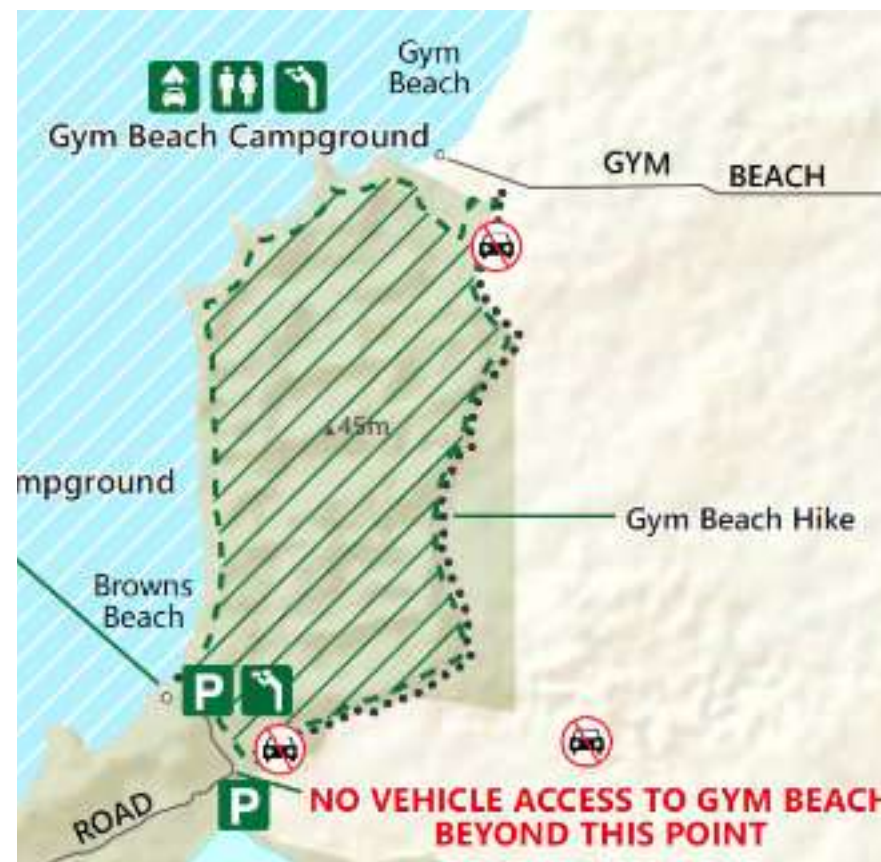 Gym
Beach
Gym Beach Campground
GYM BEACH
45m
mpground
Gym Beach Hike
Browns
Beach
P
P
ROAD
NO VEHICLE ACCESS TO GYM BEACH
BEYOND THIS POINT